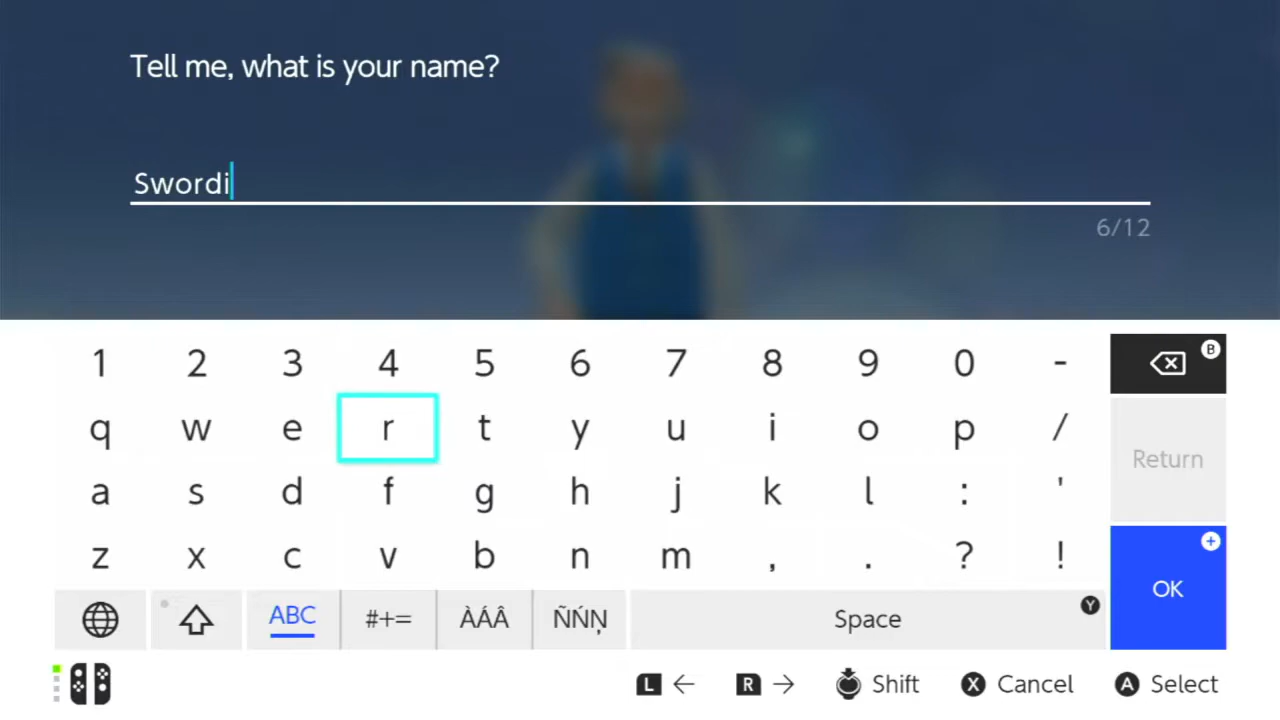 Tell me, what is your name?
Swordi
6/12
1 2 3 4 5 6 7 8 9 0 - B
q w e r t y u i o p / Return
a s d f g h j k l : '
z x c v b n m , . ? ! + OK
ABC #+= ÀÁÂ ÑŃŅ Space Y
L ← R → Shift X Cancel A Select